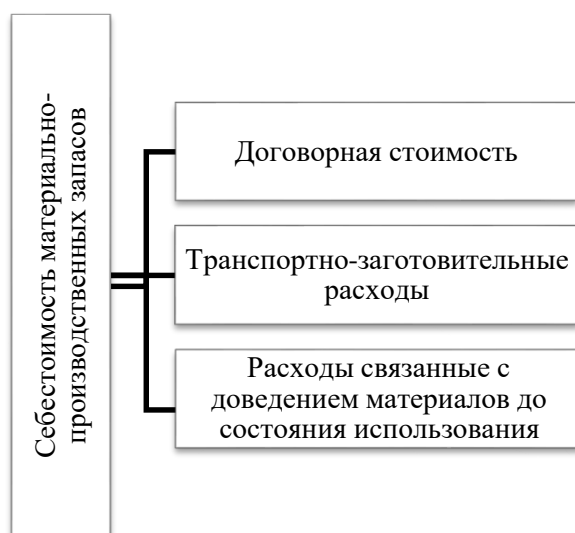 Себестоимость материально-
производственных запасов
Договорная стоимость
Транспортно-заготовительные
расходы
Расходы связанные с
доведением материалов до
состояния использования